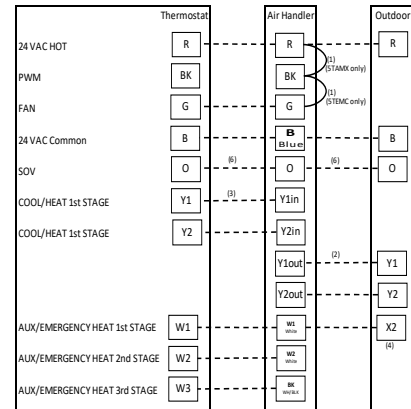 Thermostat Air Handler Outdoor
24 VAC HOT R R R
(1)
(STAMX only)
PWM BK BK
(1)
(STEMC only)
FAN G G
24 VAC Common B B Blue B
SOV O (6) O (6) O
COOL/HEAT 1st STAGE Y1 (3) Y1in
COOL/HEAT 1st STAGE Y2 Y2in
Y1out (2) Y1
Y2out Y2
AUX/EMERGENCY HEAT 1st STAGE W1 W1 White X2
(4)
AUX/EMERGENCY HEAT 2nd STAGE W2 W2 White
AUX/EMERGENCY HEAT 3rd STAGE W3 BK WH/BLK